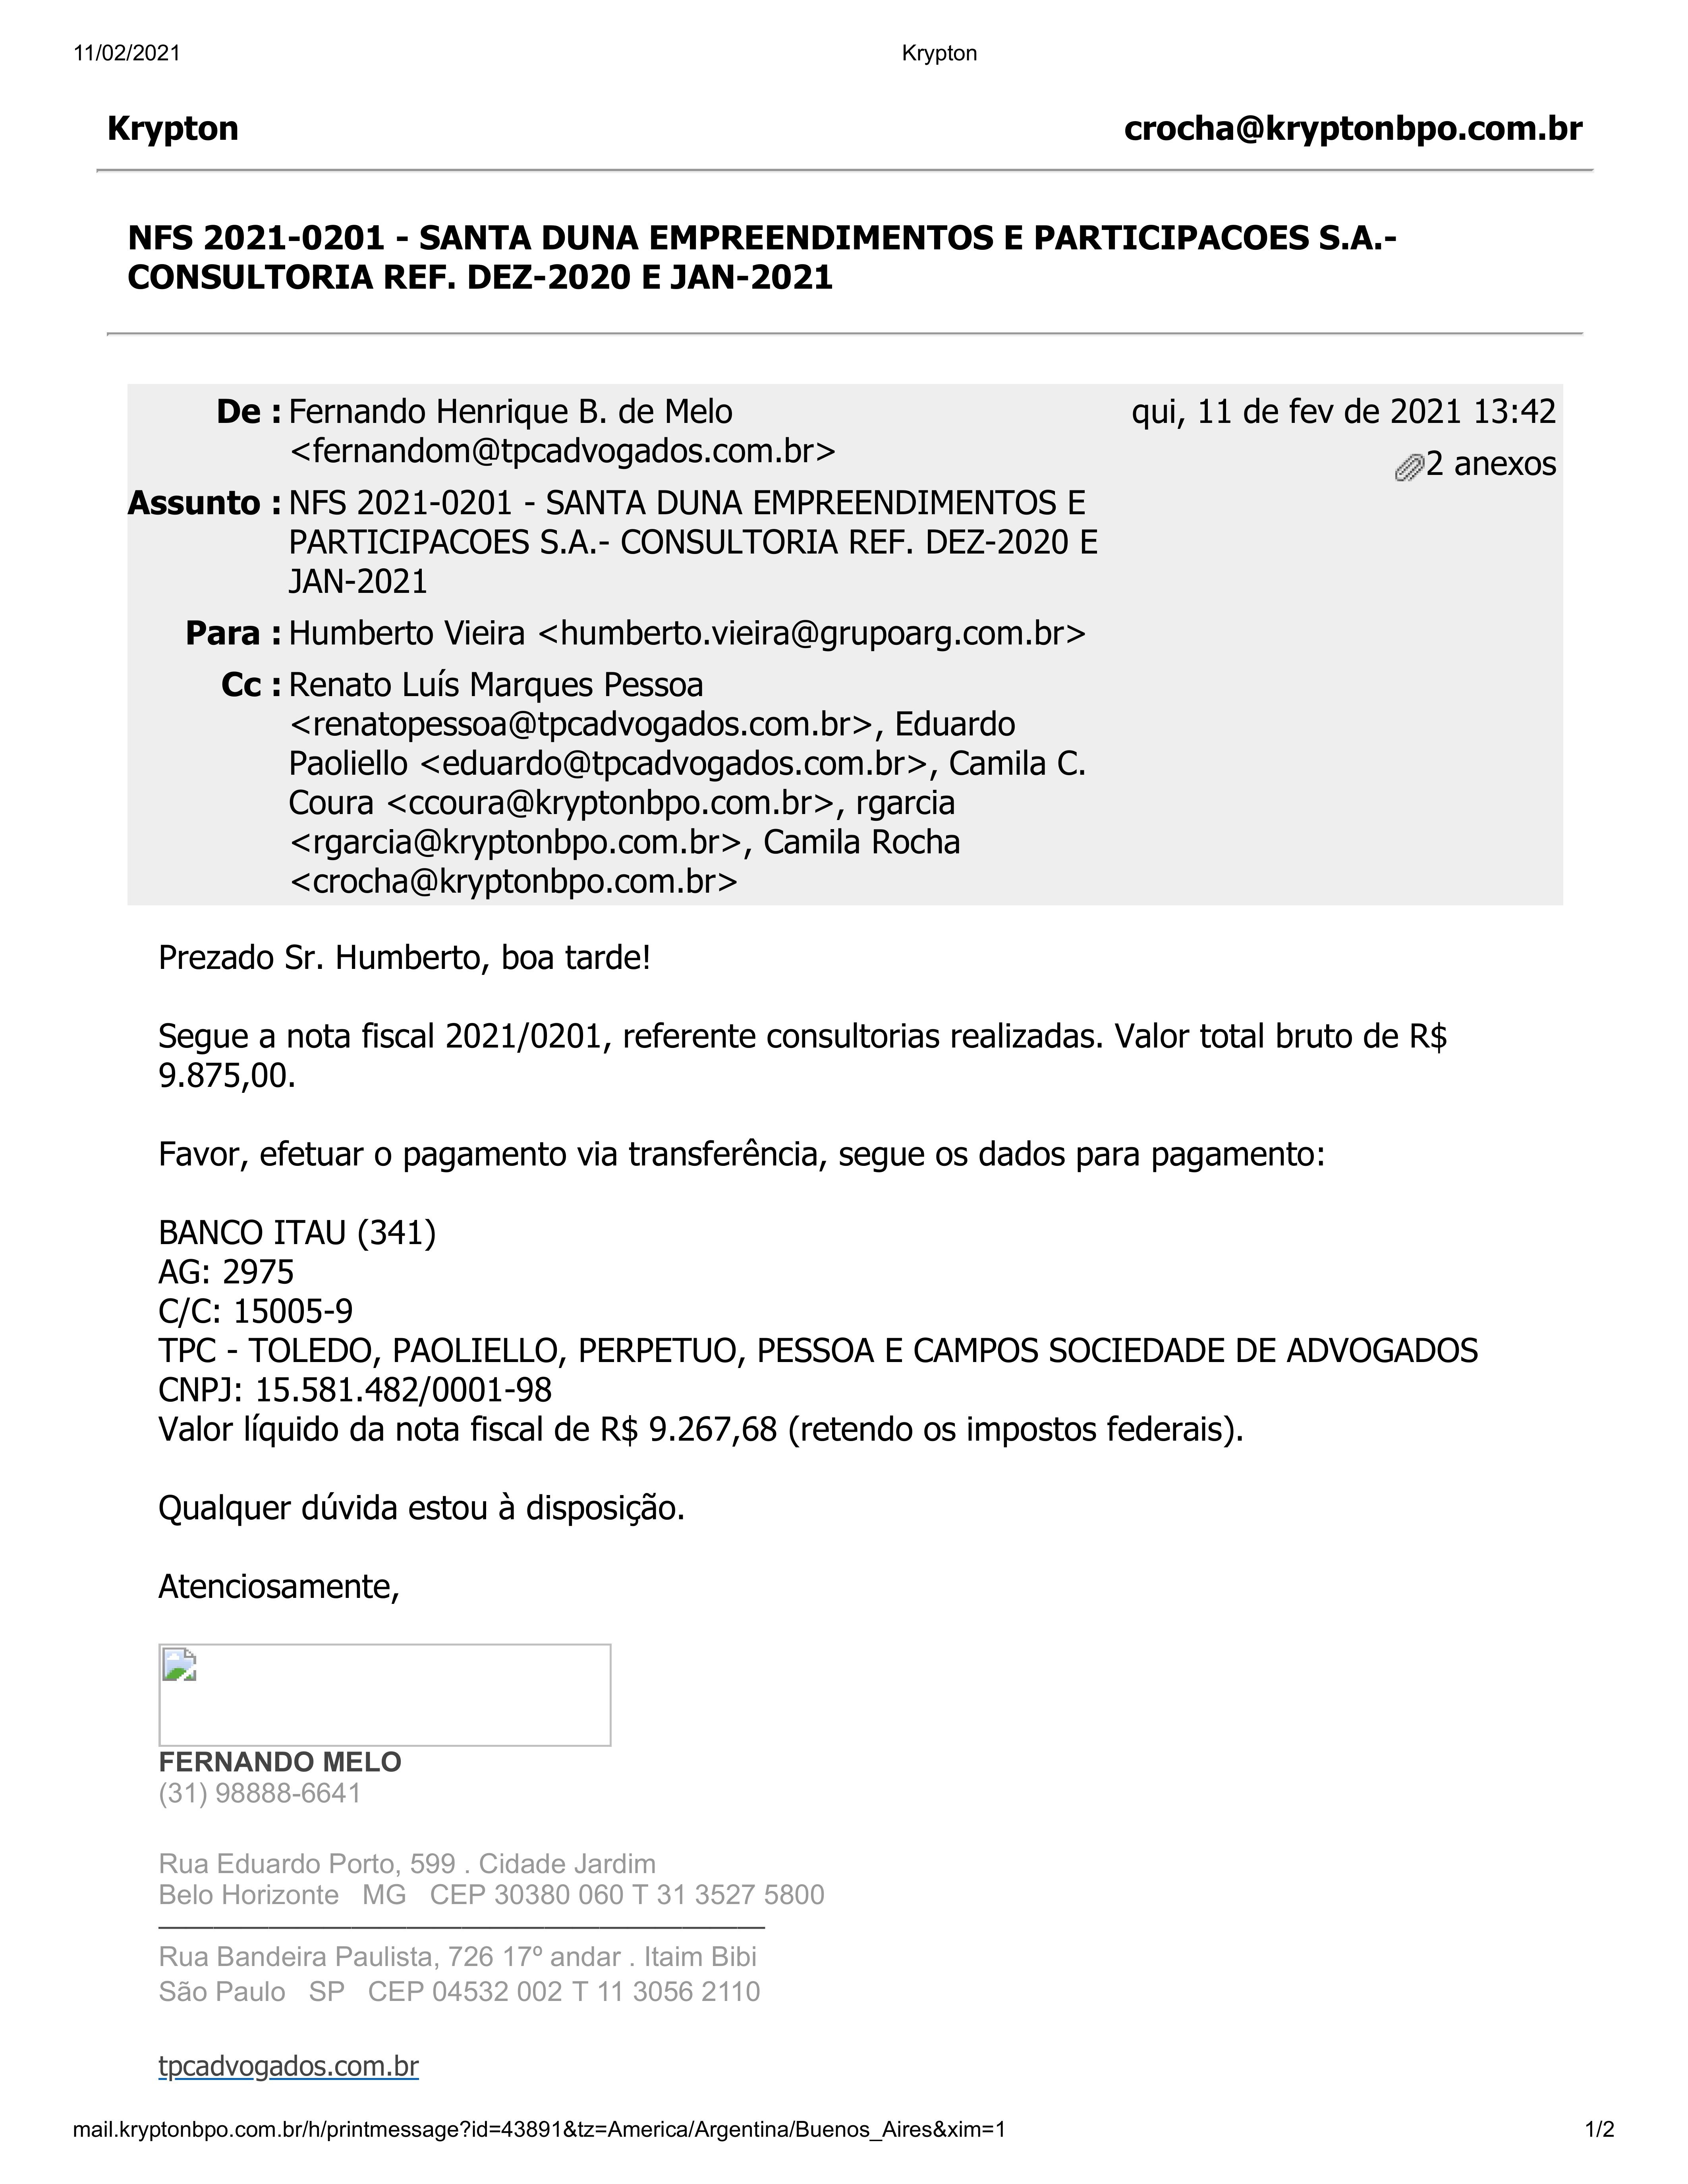 11/02/2021 Krypton
Krypton crocha@kryptonbpo.com.br
NFS 2021-0201 - SANTA DUNA EMPREENDIMENTOS E PARTICIPACOES S.A.-
CONSULTORIA REF. DEZ-2020 E JAN-2021
De : Fernando Henrique B. de Melo qui, 11 de fev de 2021 13:42
<fernandom@tpcadvogados.com.br>
2 anexos
Assunto : NFS 2021-0201 - SANTA DUNA EMPREENDIMENTOS E
PARTICIPACOES S.A.- CONSULTORIA REF. DEZ-2020 E
JAN-2021
Para : Humberto Vieira <humberto.vieira@grupoarg.com.br>
Cc : Renato Luís Marques Pessoa
<renatopessoa@tpcadvogados.com.br>, Eduardo
Paoliello <eduardo@tpcadvogados.com.br>, Camila C.
Coura <ccoura@kryptonbpo.com.br>, rgarcia
<rgarcia@kryptonbpo.com.br>, Camila Rocha
<crocha@kryptonbpo.com.br>
Prezado Sr. Humberto, boa tarde!
Segue a nota fiscal 2021/0201, referente consultorias realizadas. Valor total bruto de R$
9.875,00.
Favor, efetuar o pagamento via transferência, segue os dados para pagamento:
BANCO ITAU (341)
AG: 2975
C/C: 15005-9
TPC - TOLEDO, PAOLIELLO, PERPETUO, PESSOA E CAMPOS SOCIEDADE DE ADVOGADOS
CNPJ: 15.581.482/0001-98
Valor líquido da nota fiscal de R$ 9.267,68 (retendo os impostos federais).
Qualquer dúvida estou à disposição.
Atenciosamente,
FERNANDO MELO
(31) 98888-6641
Rua Eduardo Porto, 599 . Cidade Jardim
Belo Horizonte MG CEP 30380 060 T 31 3527 5800
Rua Bandeira Paulista, 726 17º andar . Itaim Bibi
São Paulo SP CEP 04532 002 T 11 3056 2110
tpcadvogados.com.br
mail.kryptonbpo.com.br/h/printmessage?id=43891&tz=America/Argentina/Buenos_Aires&xim=1 1/2